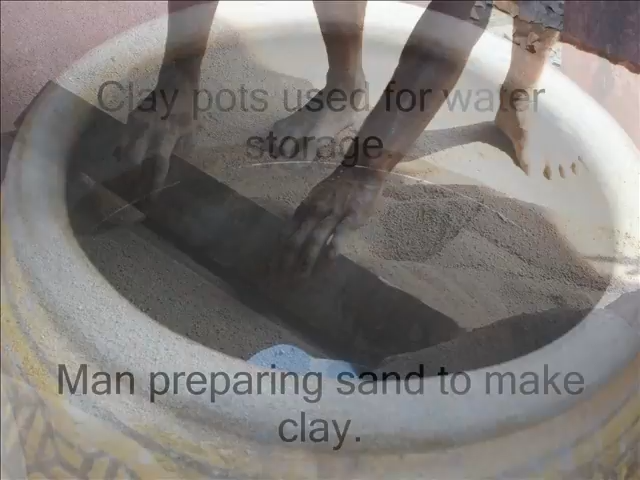 Clay pots used for water
storage
Man preparing sand to make
clay.